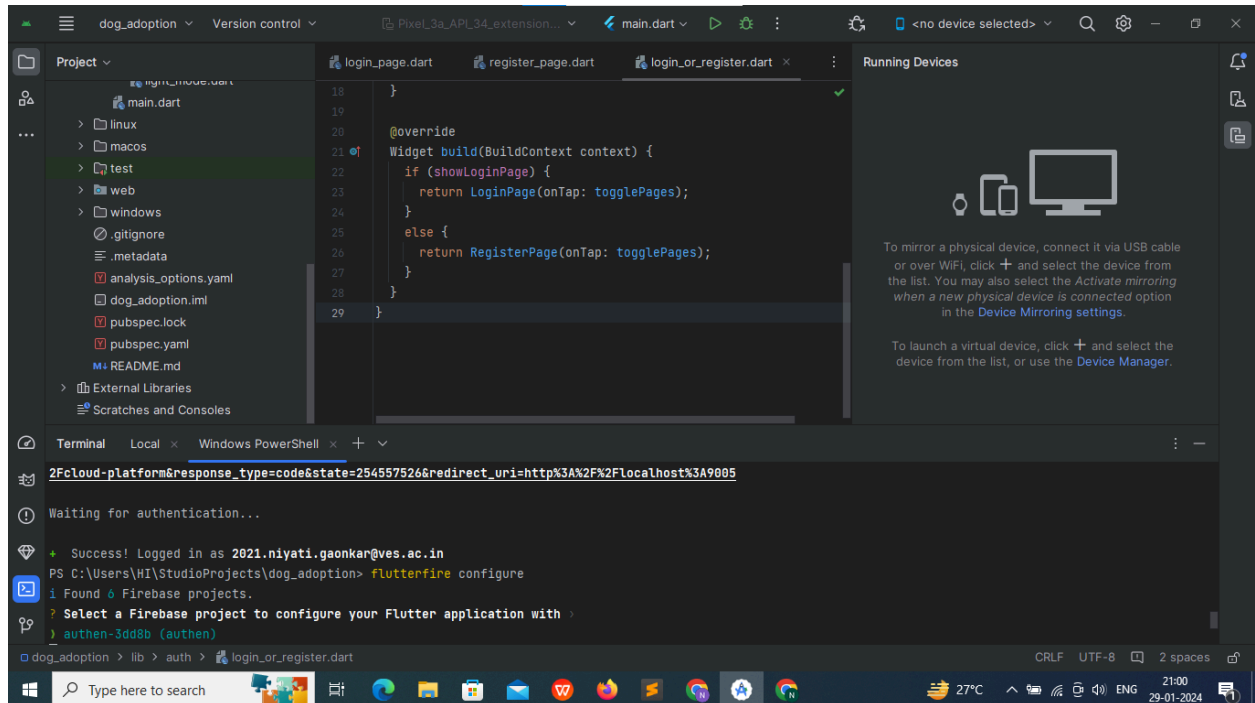 dog_adoption
Version control
Pixel_3a_API_34_extension...
main.dart
<no device selected>
Project
main.dart
linux
macos
test
web
windows
.gitignore
.metadata
analysis_options.yaml
dog_adoption.iml
pubspec.lock
pubspec.yaml
README.md
External Libraries
Scratches and Consoles
login_page.dart
register_page.dart
login_or_register.dart
18 }
19
20 @override
21 Widget build(BuildContext context) {
22 if (showLoginPage) {
23 return LoginPage(onTap: togglePages);
24 }
25 else {
26 return RegisterPage(onTap: togglePages);
27 }
28 }
29 }
Running Devices
To mirror a physical device, connect it via USB cable
or over WiFi, click + and select the device from
the list. You may also select the Activate mirroring
when a new physical device is connected option
in the Device Mirroring settings.
To launch a virtual device, click + and select the
device from the list, or use the Device Manager.
Terminal
Local
Windows PowerShell
2Fcloud-platform&response_type=code&state=254557526&redirect_uri=http%3A%2F%2Flocalhost%3A9005
Waiting for authentication...
+ Success! Logged in as 2021.niyati.gaonkar@ves.ac.in
PS C:\Users\HI\StudioProjects\dog_adoption> flutterfire configure
i Found 6 Firebase projects.
? Select a Firebase project to configure your Flutter application with ›
❯ authen-3dd8b (authen)
dog_adoption > lib > auth > login_or_register.dart
CRLF UTF-8 2 spaces
Type here to search
27°C
ENG
21:00
29-01-2024